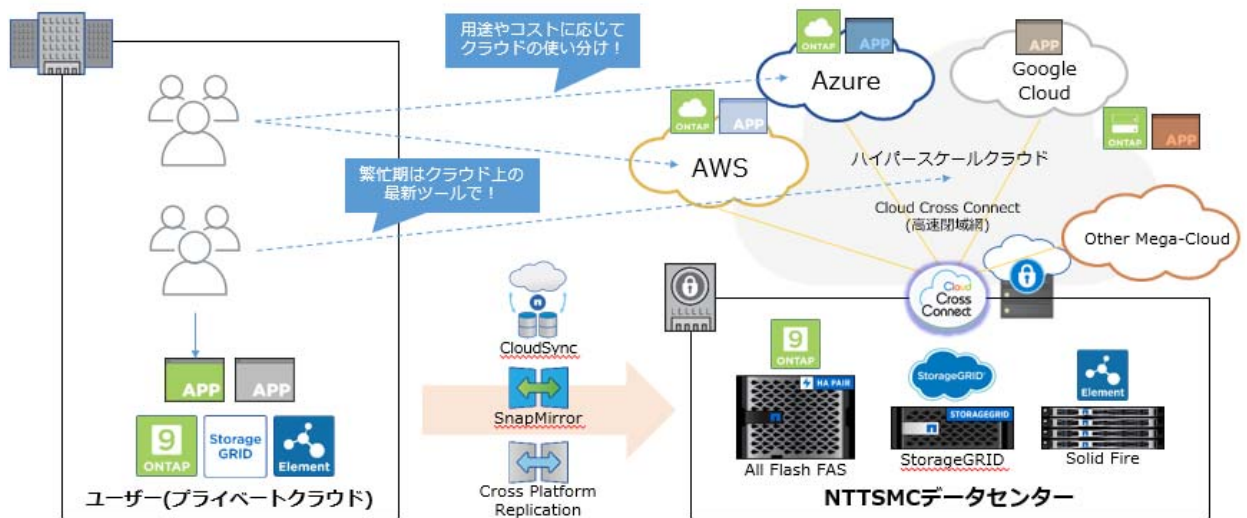 用途やコストに応じて
クラウドの使い分け！
繁忙期はクラウド上の
最新ツールで！
APP
APP
9
ONTAP
Storage
GRID
Element
ユーザー(プライベートクラウド)
CloudSync
SnapMirror
Cross Platform
Replication
ONTAP
APP
Azure
APP
Google
Cloud
ONTAP
APP
AWS
ONTAP
APP
ハイパースケールクラウド
Cloud Cross Connect
(高速閉域網)
Other Mega-Cloud
Cloud
Cross
Connect
9
ONTAP
HA PAIR
All Flash FAS
StorageGRID
STORAGEGRID
StorageGRID
Element
Solid Fire
NTTSMCデータセンター